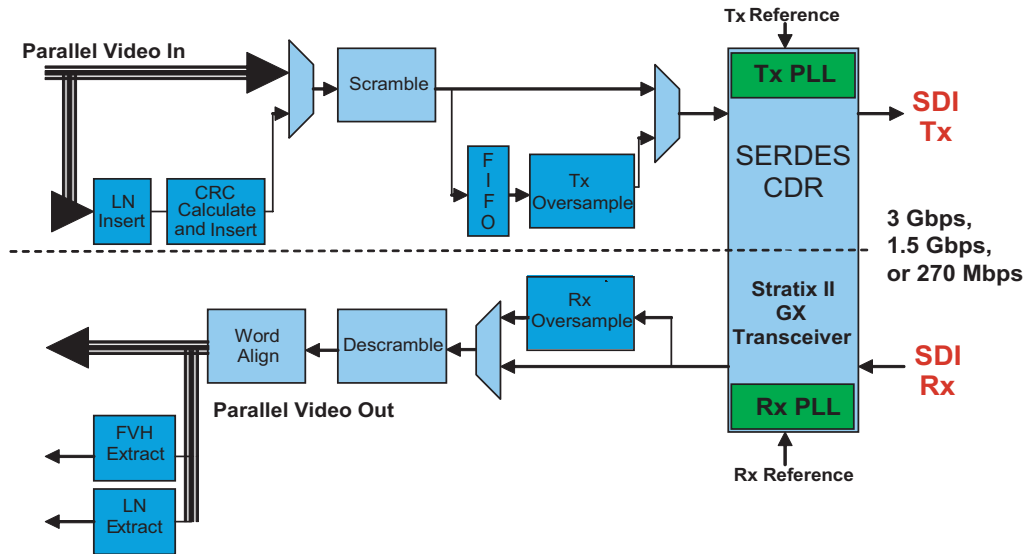 Tx Reference
Parallel Video In
Tx PLL
Scramble
SDI
Tx
SERDES
CDR
F
I
F
O
Tx
Oversample
LN
Insert
CRC
Calculate
and Insert
3 Gbps,
1.5 Gbps,
or 270 Mbps
Stratix II
GX
Transceiver
Rx
Oversample
Word
Align
Descramble
SDI
Rx
Parallel Video Out
Rx PLL
FVH
Extract
Rx Reference
LN
Extract